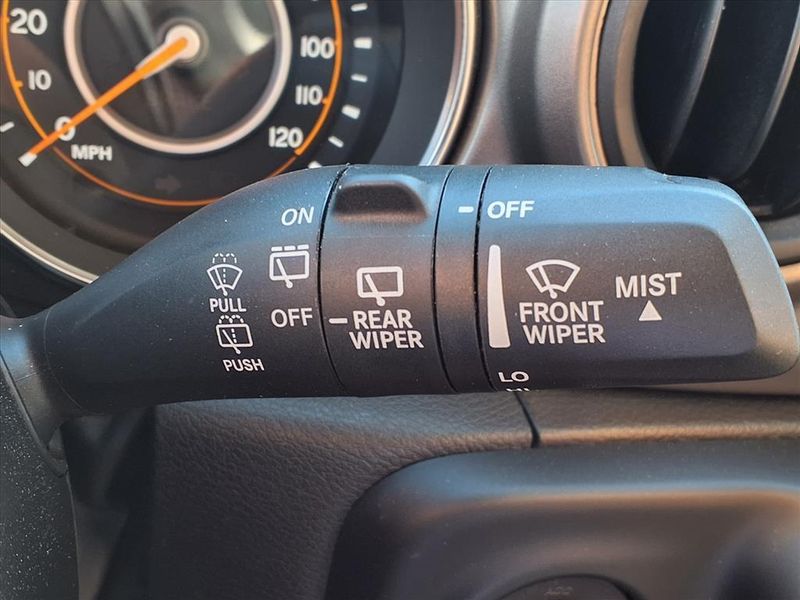 20
10
0
MPH
100
110
120
ON
OFF
PULL
PUSH
REAR
WIPER
OFF
FRONT
WIPER
MIST
LO